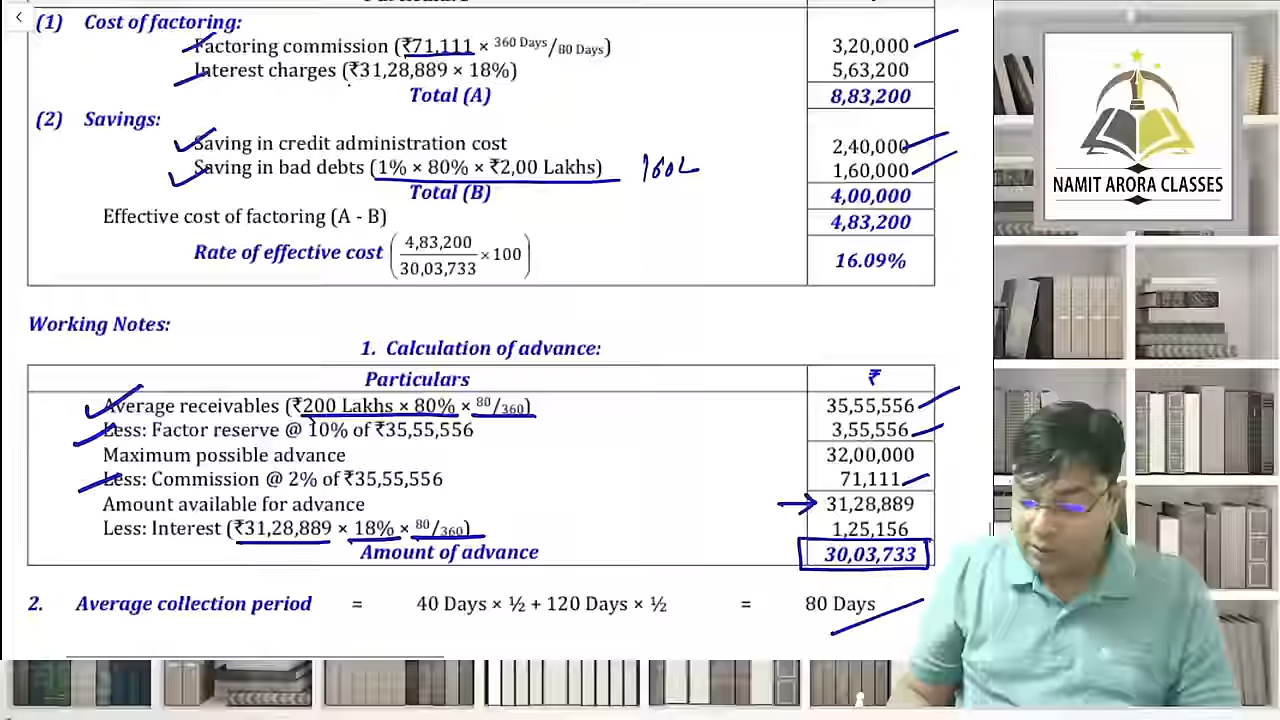 (1) Cost of factoring:
Factoring commission (₹71,111 × 360 Days/80 Days) 3,20,000
Interest charges (₹31,28,889 × 18%) 5,63,200
Total (A) 8,83,200
(2) Savings:
Saving in credit administration cost 2,40,000
Saving in bad debts (1% × 80% × ₹2,00 Lakhs) 1,60,000
160L
Total (B) 4,00,000
Effective cost of factoring (A - B) 4,83,200
Rate of effective cost (4,83,200/30,03,733 × 100) 16.09%
Working Notes:
1. Calculation of advance:
Particulars ₹
Average receivables (₹200 Lakhs × 80% × 80/360) 35,55,556
Less: Factor reserve @ 10% of ₹35,55,556 3,55,556
Maximum possible advance 32,00,000
Less: Commission @ 2% of ₹35,55,556 71,111
Amount available for advance 31,28,889
Less: Interest (₹31,28,889 × 18% × 80/360) 1,25,156
Amount of advance 30,03,733
2. Average collection period = 40 Days × ½ + 120 Days × ½ = 80 Days
NAMIT ARORA CLASSES